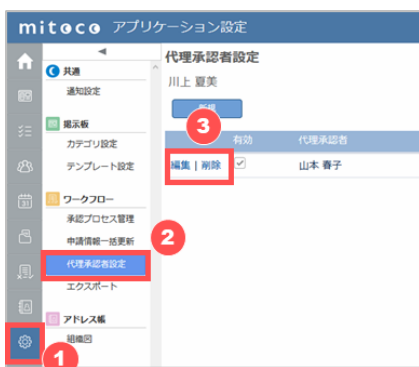 mitoco アプリケーション設定
共通
通知設定
掲示板
カテゴリ設定
テンプレート設定
ワークフロー
承認プロセス管理
申請情報一括更新
代理承認者設定
エクスポート
アドレス帳
組織図
代理承認者設定
川上 夏美
新規
有効 代理承認者
編集 | 削除 山本 春子
1
2
3
31